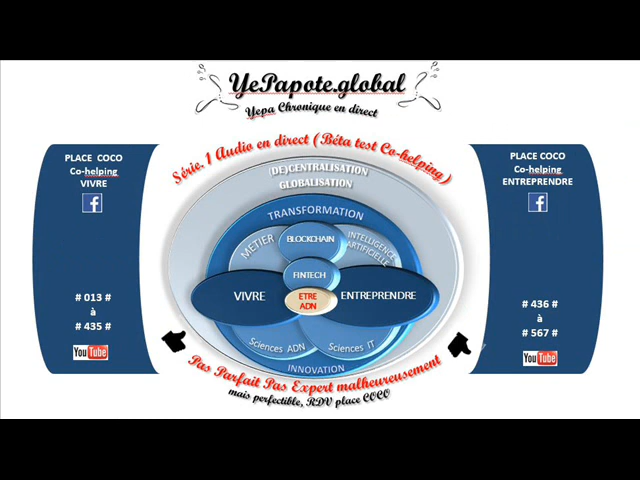 YePapote.global
Yepa Chronique en direct
Série, 1 Audio en direct (Béta test Co-helping)
PLACE COCO
Co-helping
VIVRE
# 013 #
à
# 435 #
YouTube
(DE)CENTRALISATION
GLOBALISATION
TRANSFORMATION
METIER
BLOCKCHAIN
INTELLIGENCE
ARTIFICIELLE
FINTECH
VIVRE
ETRE
ADN
ENTREPRENDRE
Sciences ADN
Sciences IT
INNOVATION
Pas Parfait Pas Expert malheureusement
mais perfectible, RDV place COCO
PLACE COCO
Co-helping
ENTREPRENDRE
# 436 #
à
# 567 #
YouTube